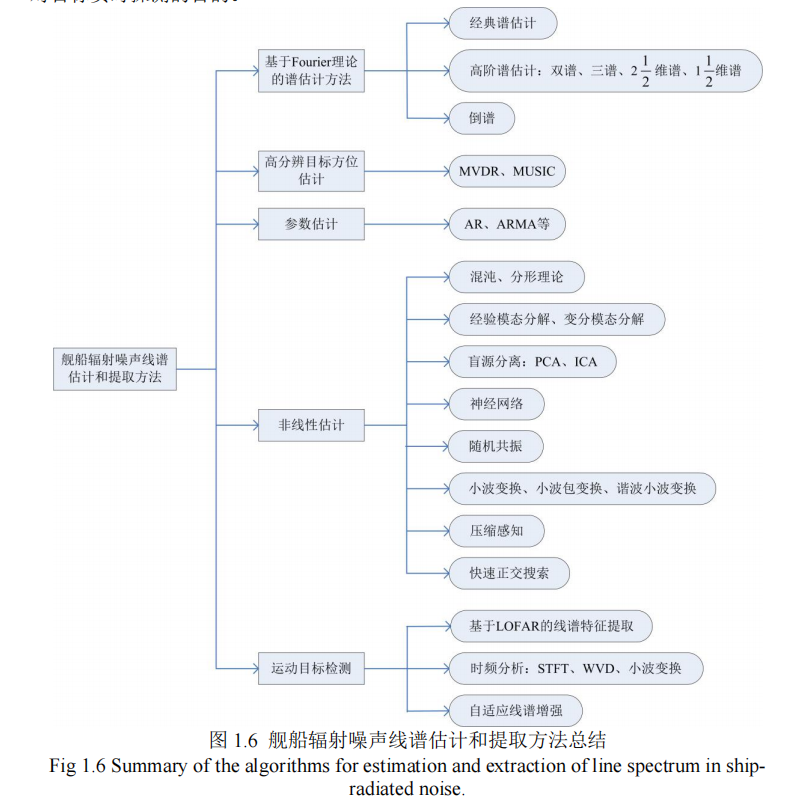 经典谱估计
基于Fourier理论
的谱估计方法
高阶谱估计：双谱、三谱、2 1/2 维谱、1 1/2 维谱
倒谱
高分辨目标方位
估计
MVDR、MUSIC
参数估计
AR、ARMA等
混沌、分形理论
经验模态分解、变分模态分解
盲源分离：PCA、ICA
舰船辐射噪声线谱
估计和提取方法
神经网络
非线性估计
随机共振
小波变换、小波包变换、谐波小波变换
压缩感知
快速正交搜索
基于LOFAR的线谱特征提取
运动目标检测
时频分析：STFT、WVD、小波变换
自适应线谱增强
图 1.6 舰船辐射噪声线谱估计和提取方法总结
Fig 1.6 Summary of the algorithms for estimation and extraction of line spectrum in ship-
radiated noise.